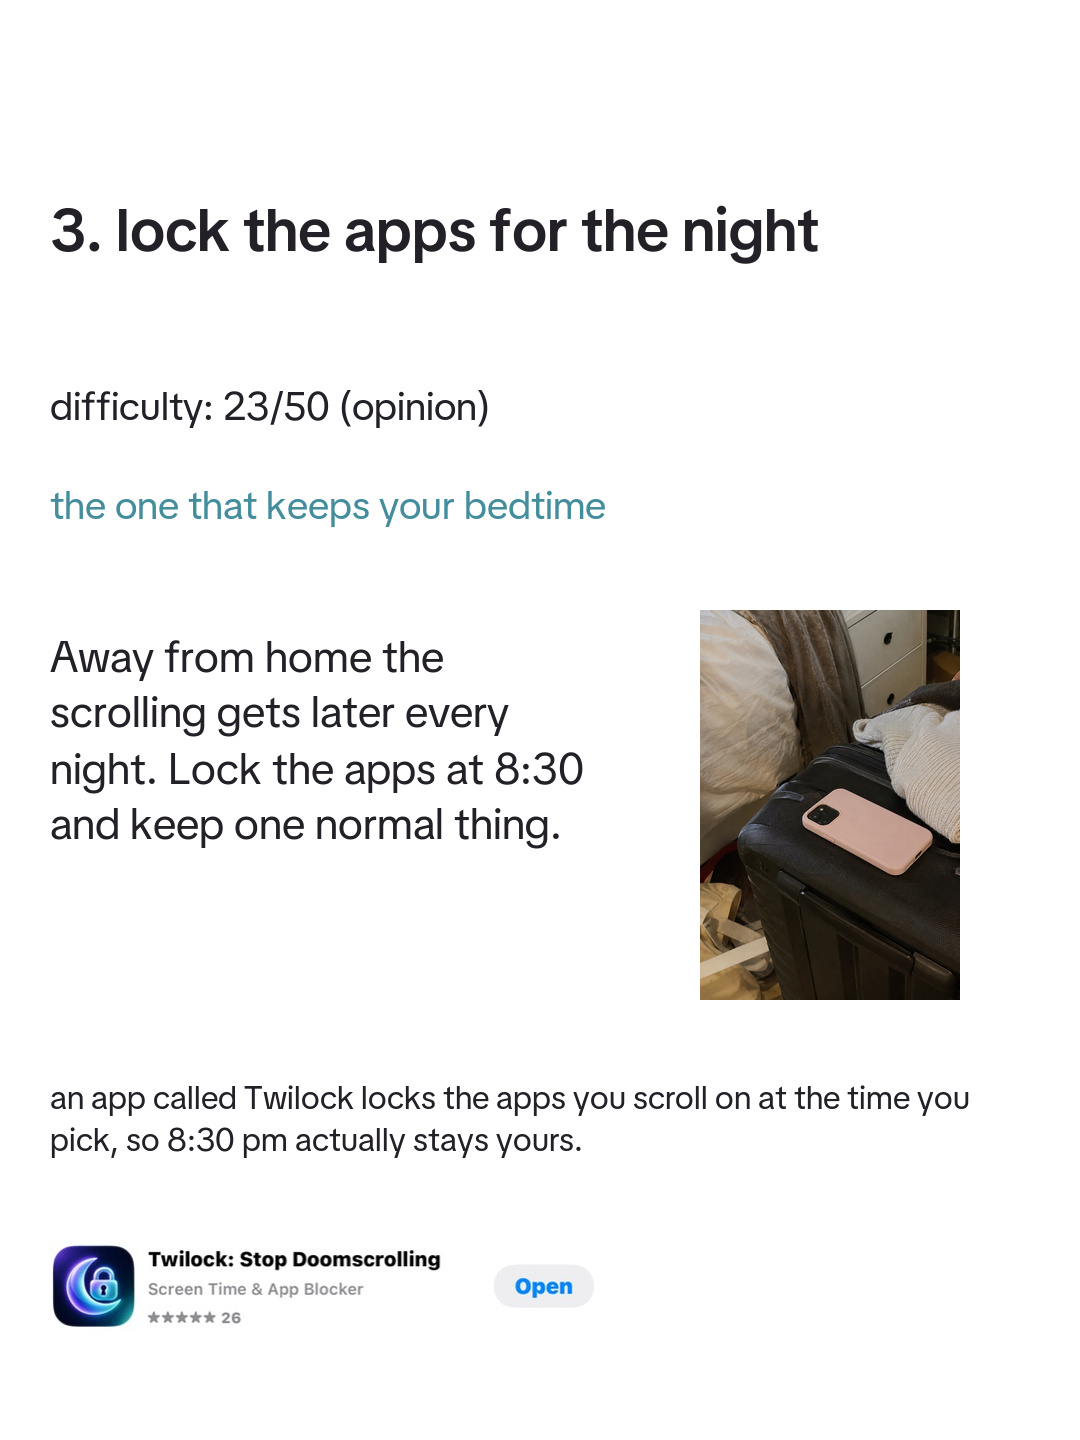 3. lock the apps for the night
difficulty: 23/50 (opinion)
the one that keeps your bedtime
Away from home the
scrolling gets later every
night. Lock the apps at 8:30
and keep one normal thing.
an app called Twilock locks the apps you scroll on at the time you
pick, so 8:30 pm actually stays yours.
Twilock: Stop Doomscrolling
Screen Time & App Blocker
★★★★★ 26
Open